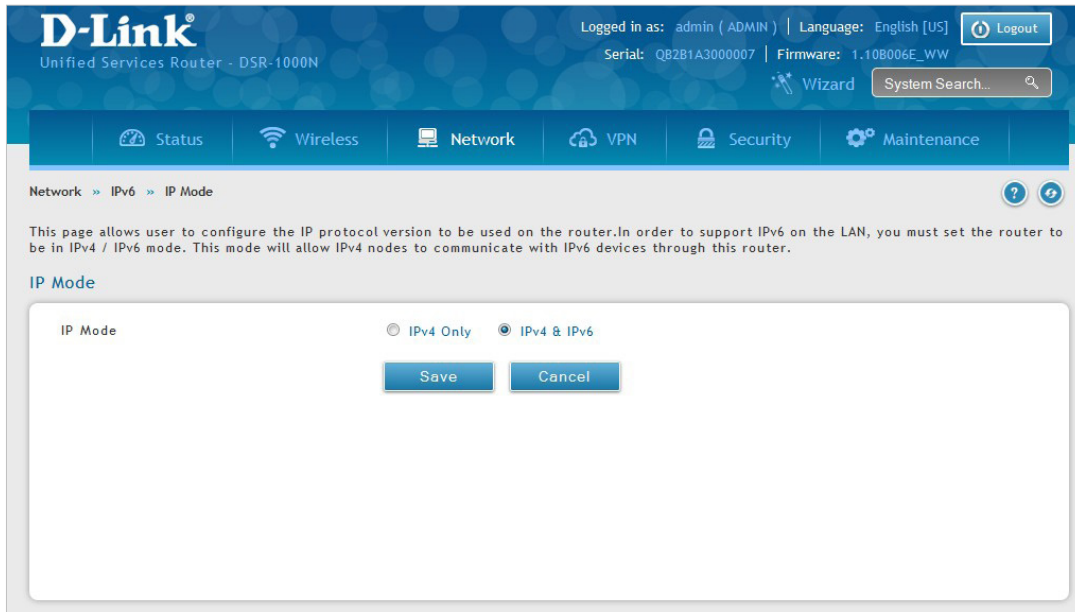 D-Link®
Unified Services Router - DSR-1000N
Logged in as: admin ( ADMIN ) | Language: English [US]
Logout
Serial: QB2B1A3000007 | Firmware: 1.10B006E_WW
Wizard
System Search...
Status
Wireless
Network
VPN
Security
Maintenance
Network » IPv6 » IP Mode
?
This page allows user to configure the IP protocol version to be used on the router.In order to support IPv6 on the LAN, you must set the router to
be in IPv4 / IPv6 mode. This mode will allow IPv4 nodes to communicate with IPv6 devices through this router.
IP Mode
IP Mode
IPv4 Only
IPv4 & IPv6
Save
Cancel